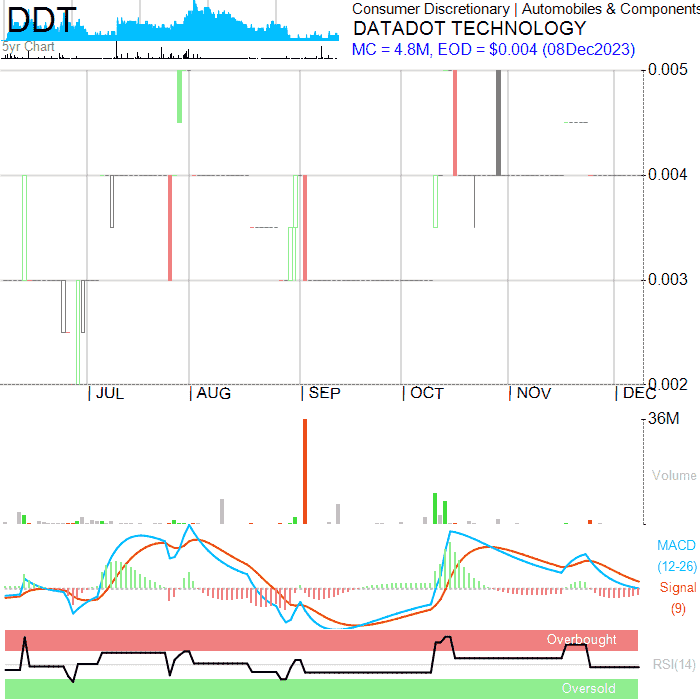 DDT
5yr Chart
Consumer Discretionary | Automobiles & Components
DATADOT TECHNOLOGY
MC = 4.8M, EOD = $0.004 (08Dec2023)
0.005
0.004
0.003
0.002
JUL
AUG
SEP
OCT
NOV
DEC
36M
Volume
MACD
(12-26)
Signal
(9)
Overbought
RSI(14)
Oversold